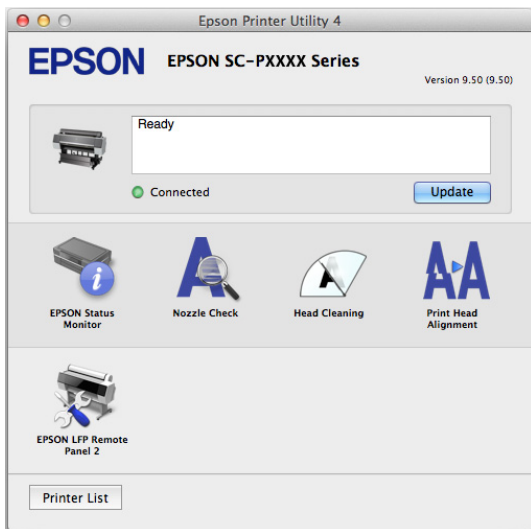 Epson Printer Utility 4
EPSON
EPSON SC-PXXXX Series
Version 9.50 (9.50)
Ready
Connected
Update
EPSON Status
Monitor
Nozzle Check
Head Cleaning
Print Head
Alignment
EPSON LFP Remote
Panel 2
Printer List